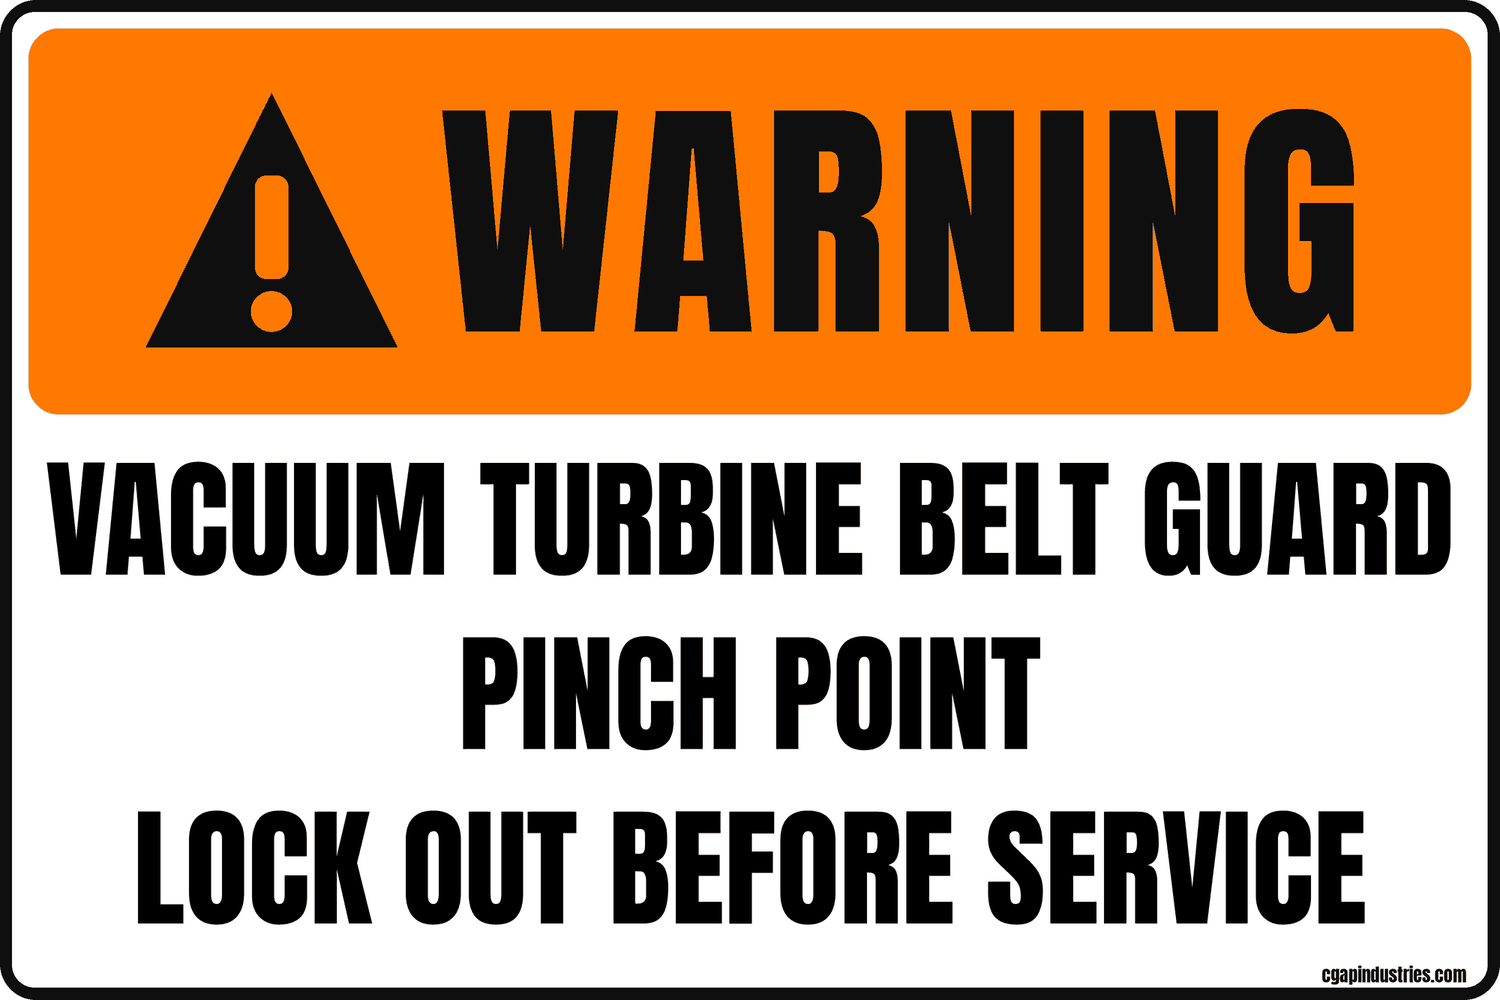 WARNING
VACUUM TURBINE BELT GUARD
PINCH POINT
LOCK OUT BEFORE SERVICE
cgapindustries.com